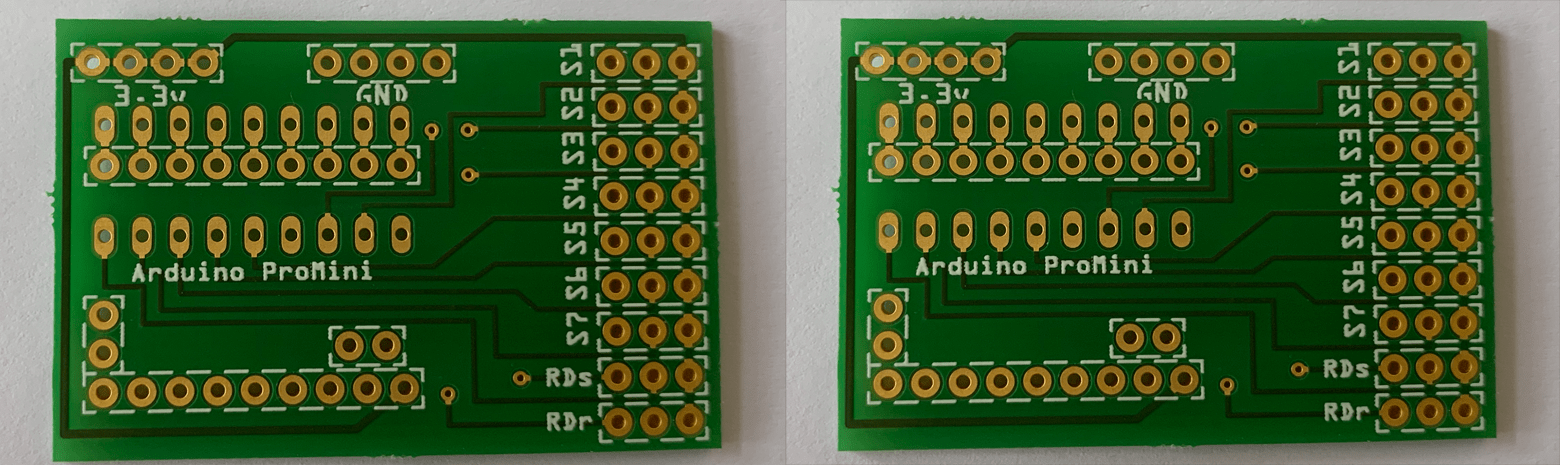 3.3v
GND
S1
S2
S3
S4
S5
S6
S7
Arduino ProMini
RDs
RDr
3.3v
GND
S1
S2
S3
S4
S5
S6
S7
Arduino ProMini
RDs
RDr